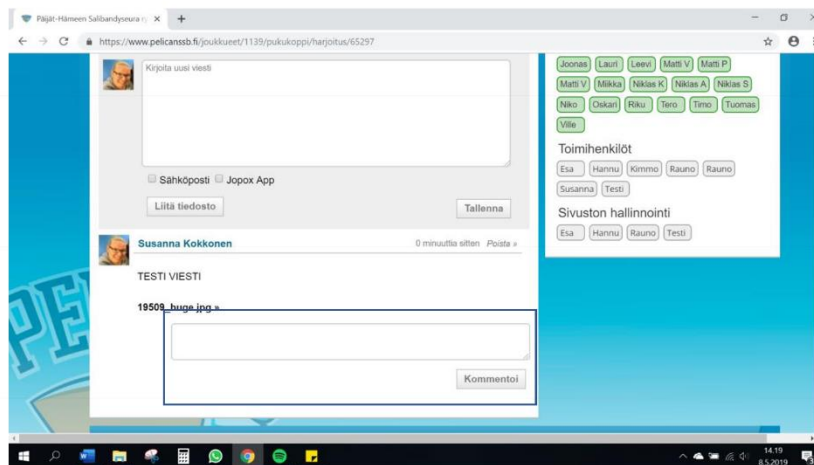 Päijät-Hämeen Salibandyseura r
https://www.pelicanssb.fi/joukkueet/1139/pukukoppi/harjoitus/65297
Kirjoita uusi viesti
Sähköposti Jopox App
Liitä tiedosto Tallenna
Susanna Kokkonen 0 minuuttia sitten Poista »
TESTI VIESTI
19509_huge.jpg »
Kommentoi
Joonas Lauri Leevi Matti V Matti P
Matti V Miikka Niklas K Niklas A Niklas S
Niko Oskari Riku Tero Timo Tuomas
Ville
Toimihenkilöt
Esa Hannu Kimmo Rauno Rauno
Susanna Testi
Sivuston hallinnointi
Esa Hannu Rauno Testi
PE
14.19
8.5.2019